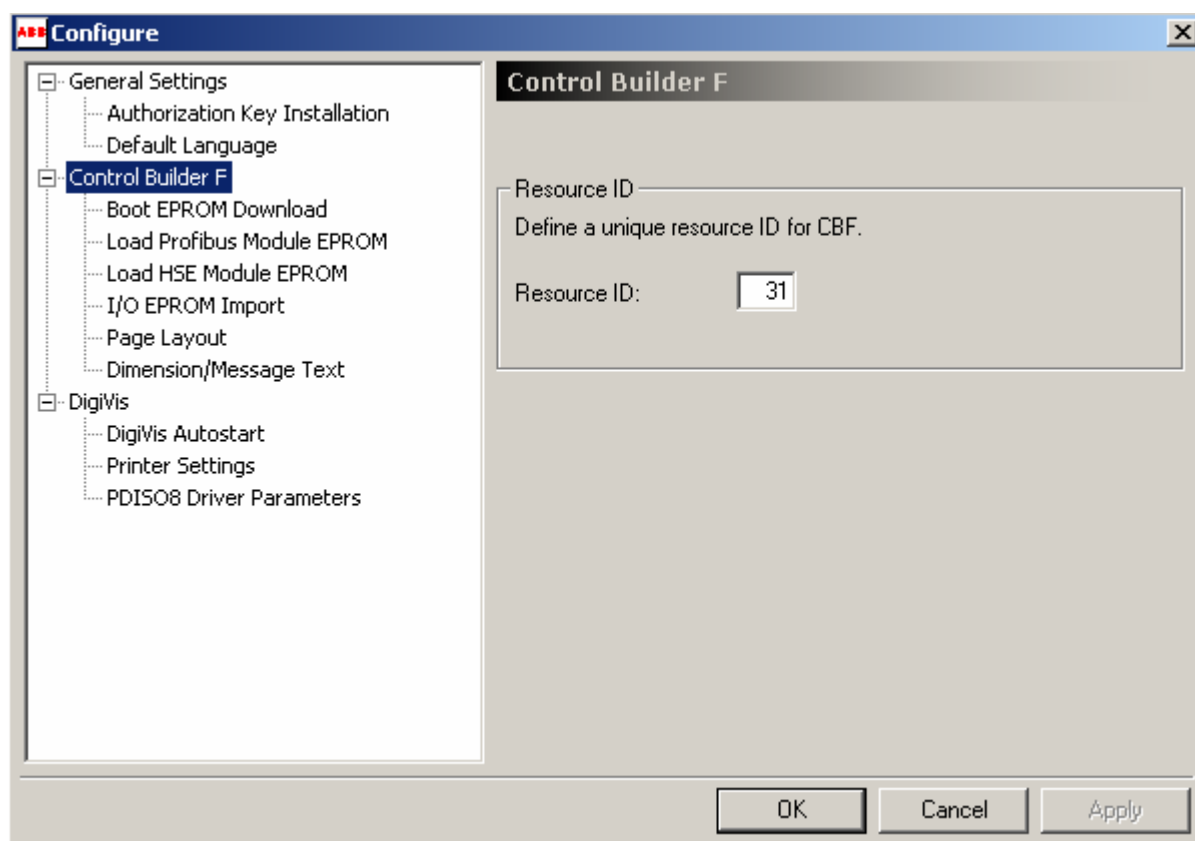 ABB Configure
General Settings
Authorization Key Installation
Default Language
Control Builder F
Boot EPROM Download
Load Profibus Module EPROM
Load HSE Module EPROM
I/O EPROM Import
Page Layout
Dimension/Message Text
DigiVis
DigiVis Autostart
Printer Settings
PDISO8 Driver Parameters
Control Builder F
Resource ID
Define a unique resource ID for CBF.
Resource ID: 31
OK Cancel Apply